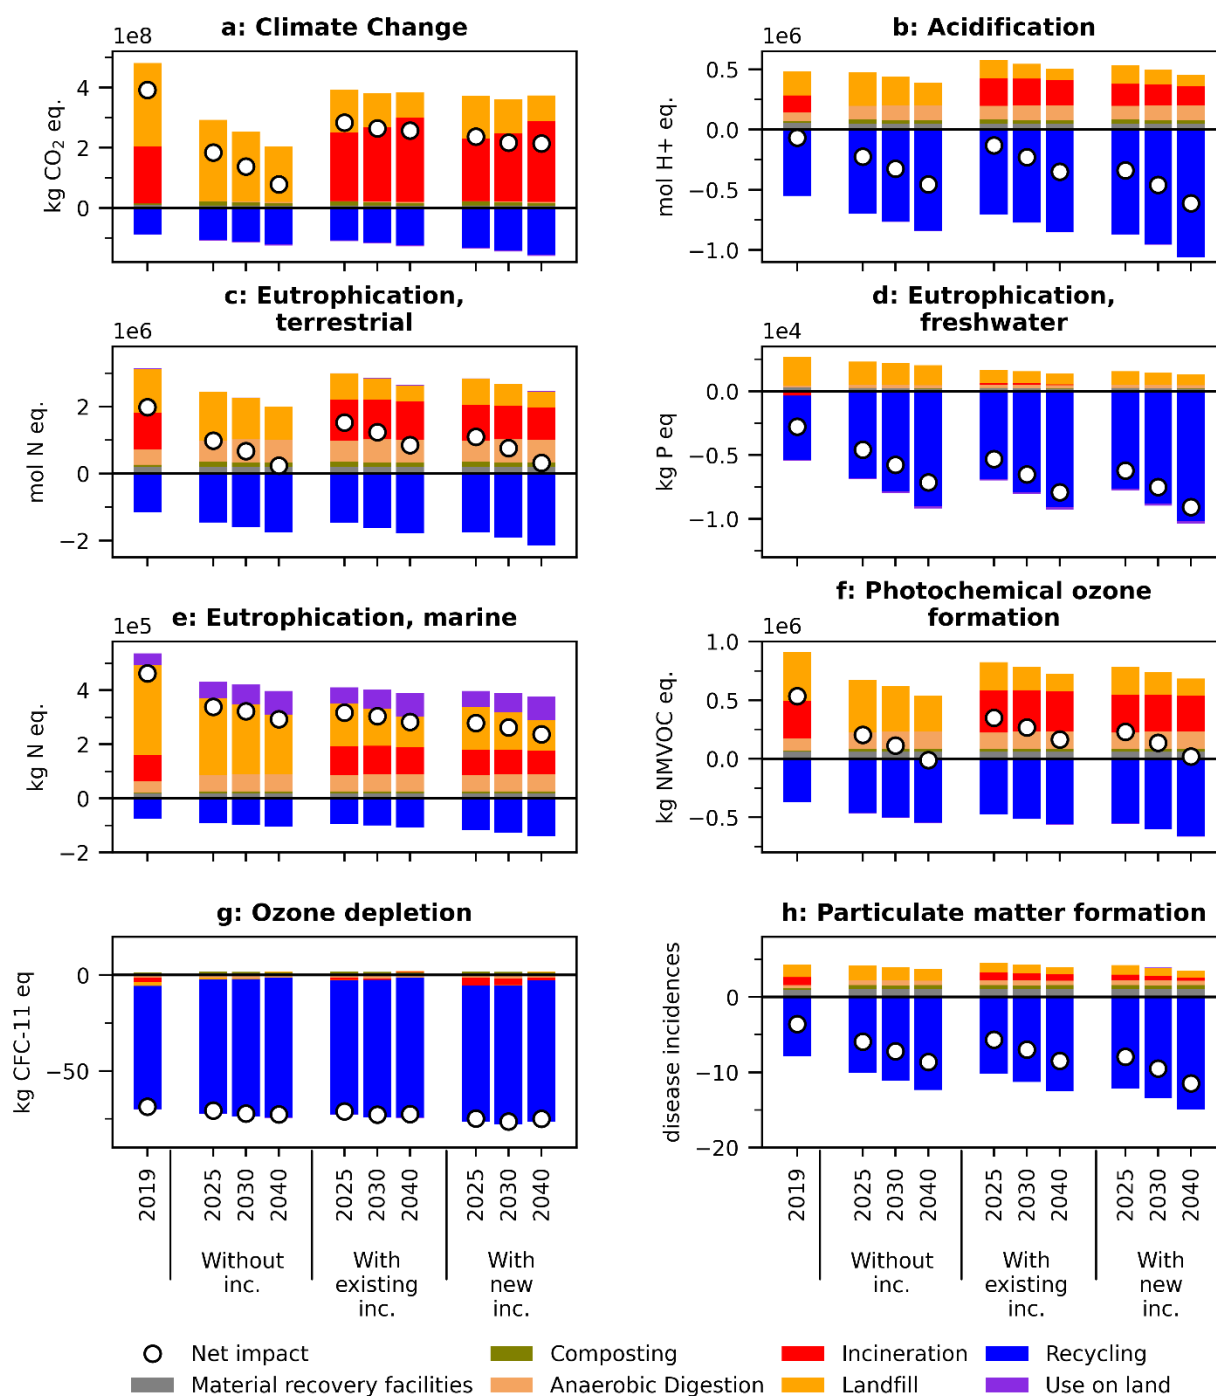 a: Climate Change
1e8
kg CO₂ eq.
4
2
0
b: Acidification
1e6
mol H+ eq.
0.5
0.0
−0.5
−1.0
c: Eutrophication,
terrestrial
1e6
mol N eq.
2
0
−2
d: Eutrophication,
freshwater
1e4
kg P eq
0.0
−0.5
−1.0
e: Eutrophication, marine
1e5
kg N eq.
4
2
0
−2
f: Photochemical ozone
formation
1e6
kg NMVOC eq.
1.0
0.5
0.0
−0.5
g: Ozone depletion
kg CFC-11 eq
0
−50
h: Particulate matter formation
disease incidences
0
−10
−20
2019 2025 2030 2040 2025 2030 2040 2025 2030 2040
Without
inc.
With
existing
inc.
With
new
inc.
2019 2025 2030 2040 2025 2030 2040 2025 2030 2040
Without
inc.
With
existing
inc.
With
new
inc.
Net impact Composting Incineration Recycling
Material recovery facilities Anaerobic Digestion Landfill Use on land